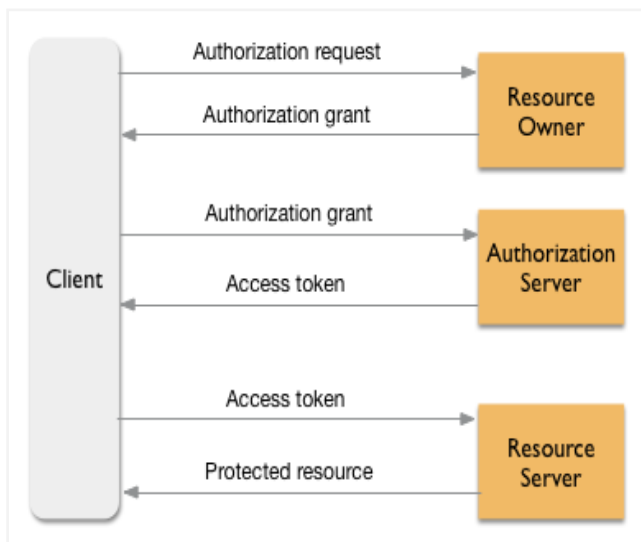 Authorization request
Resource
Owner
Authorization grant
Authorization grant
Authorization
Server
Client
Access token
Access token
Resource
Server
Protected resource